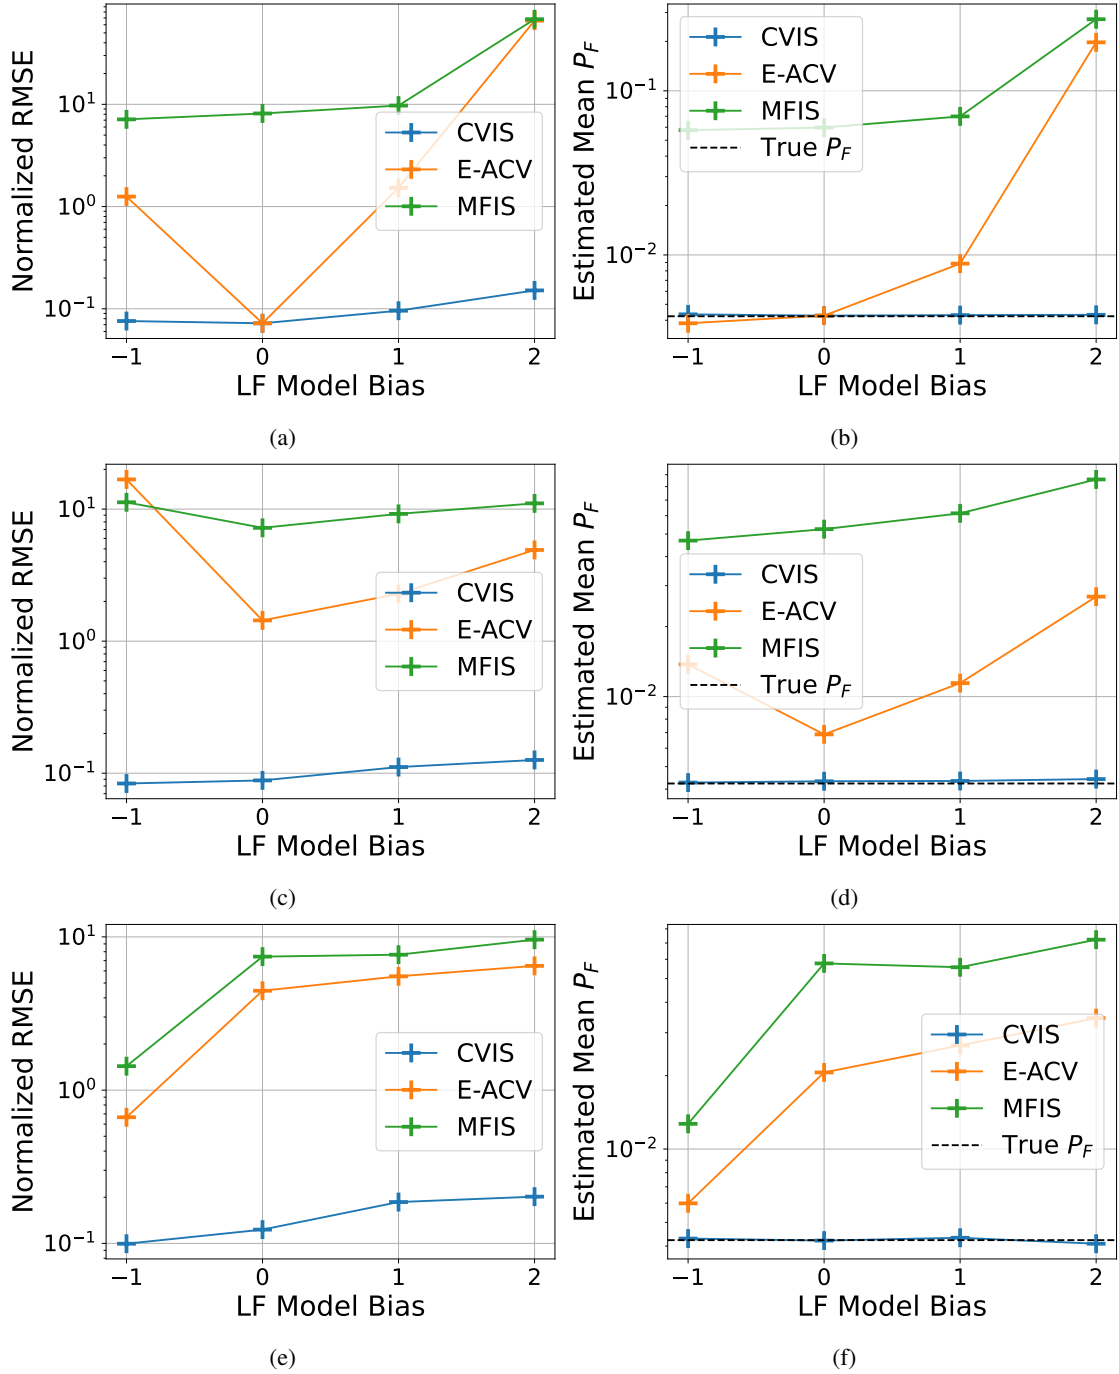 Normalized RMSE
10^1
10^0
10^-1
−1 0 1 2
LF Model Bias
CVIS
E-ACV
MFIS
(a)
Estimated Mean P_F
10^-1
10^-2
−1 0 1 2
LF Model Bias
CVIS
E-ACV
MFIS
True P_F
(b)
Normalized RMSE
10^1
10^0
10^-1
−1 0 1 2
LF Model Bias
CVIS
E-ACV
MFIS
(c)
Estimated Mean P_F
10^-2
−1 0 1 2
LF Model Bias
CVIS
E-ACV
MFIS
True P_F
(d)
Normalized RMSE
10^1
10^0
10^-1
−1 0 1 2
LF Model Bias
CVIS
E-ACV
MFIS
(e)
Estimated Mean P_F
10^-2
−1 0 1 2
LF Model Bias
CVIS
E-ACV
MFIS
True P_F
(f)